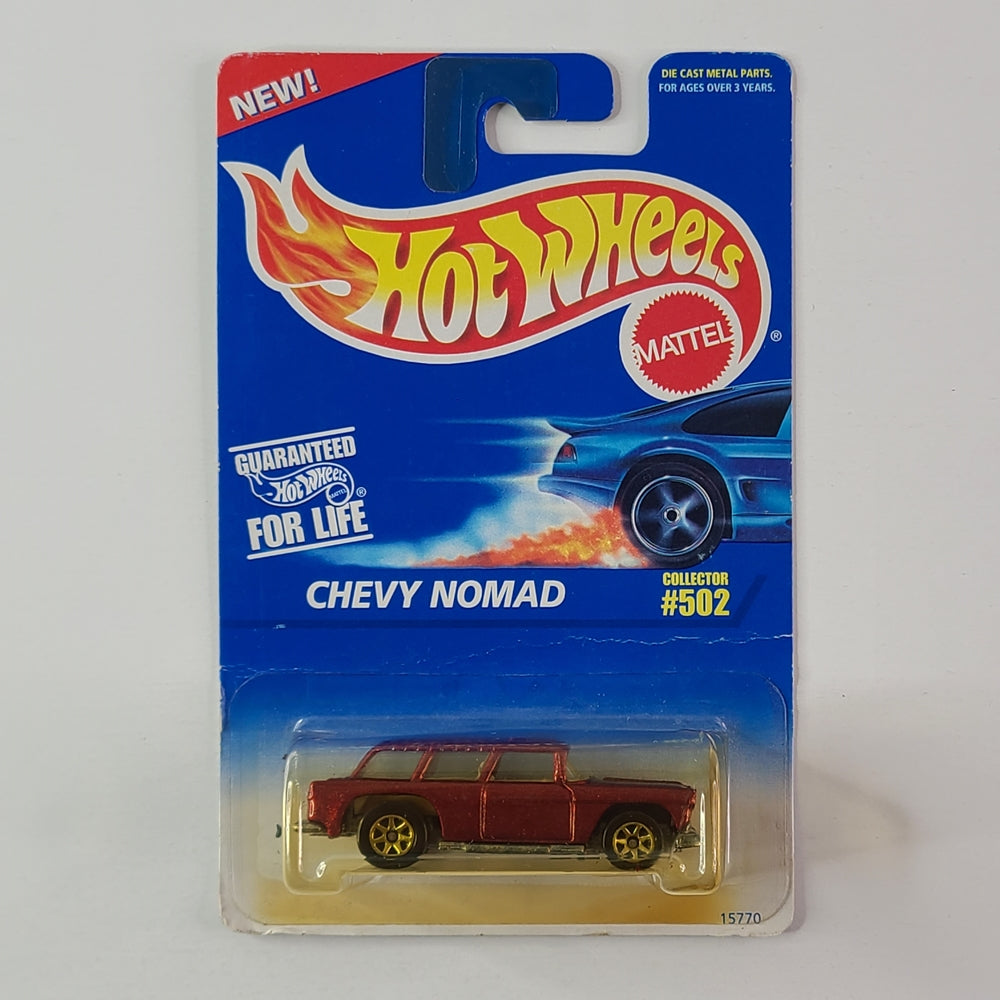 NEW!
DIE CAST METAL PARTS.
FOR AGES OVER 3 YEARS.
HOT WHEELS
MATTEL
®
GUARANTEED
HOT WHEELS
MATTEL
®
FOR LIFE
CHEVY NOMAD
COLLECTOR
#502
15770